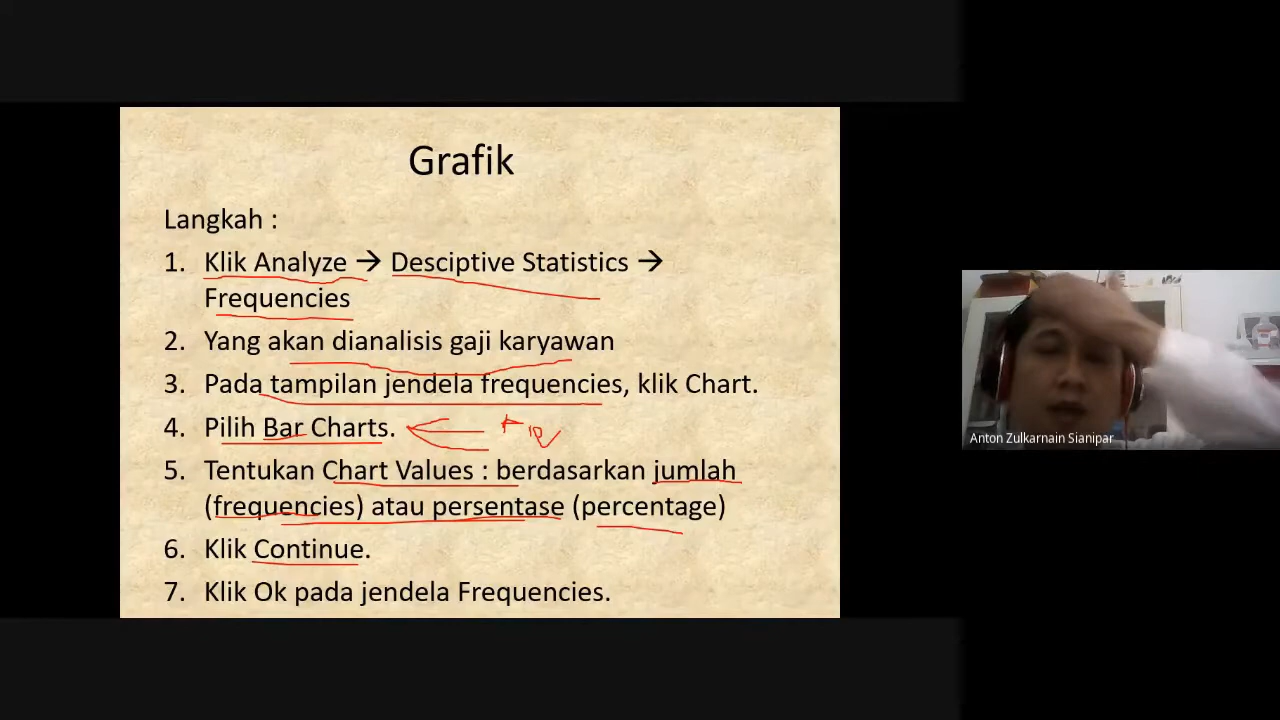 Grafik
Langkah :
1. Klik Analyze → Desciptive Statistics →
Frequencies
2. Yang akan dianalisis gaji karyawan
3. Pada tampilan jendela frequencies, klik Chart.
4. Pilih Bar Charts.
5. Tentukan Chart Values : berdasarkan jumlah
(frequencies) atau persentase (percentage)
6. Klik Continue.
7. Klik Ok pada jendela Frequencies.
Anton Zulkarnain Sianipar